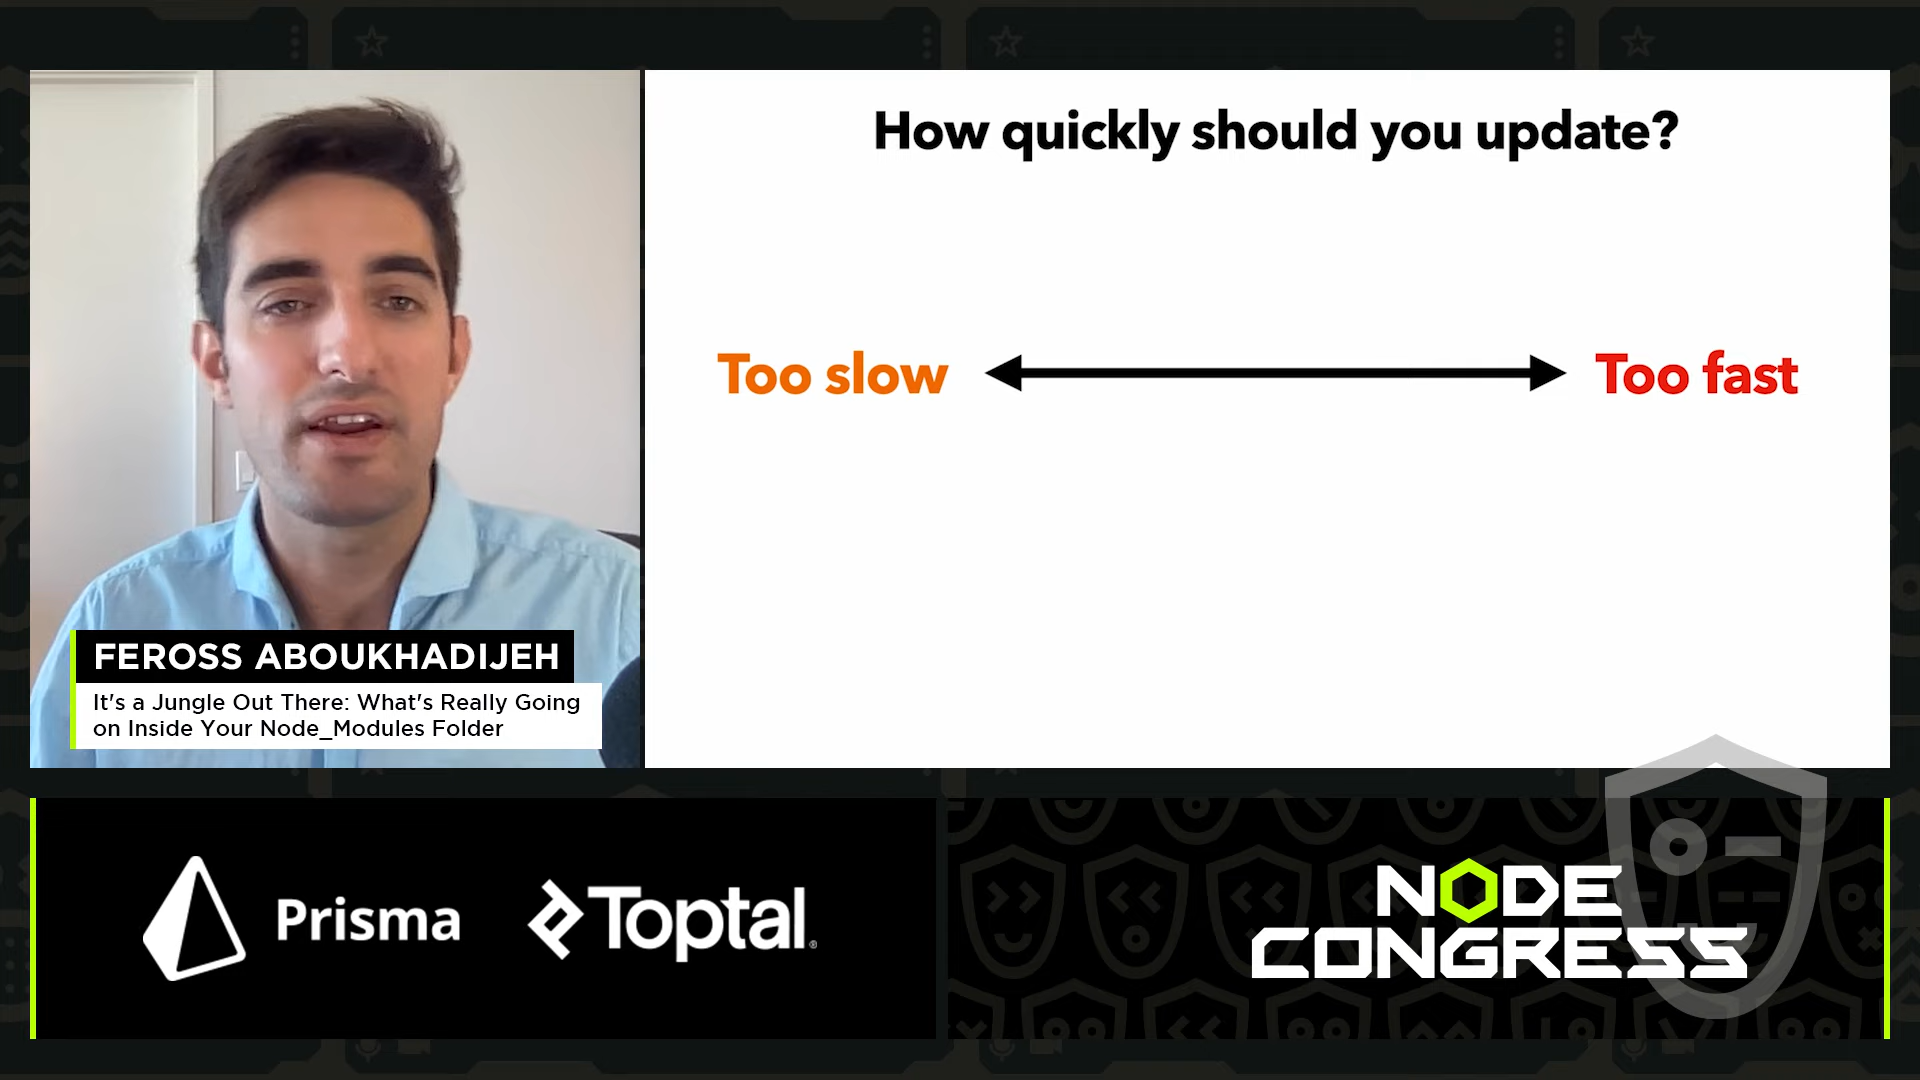 How quickly should you update?
Too slow
Too fast
FEROSS ABOUKHADIJEH
It's a Jungle Out There: What's Really Going
on Inside Your Node_Modules Folder
Prisma
Toptal®
NODE
CONGRESS